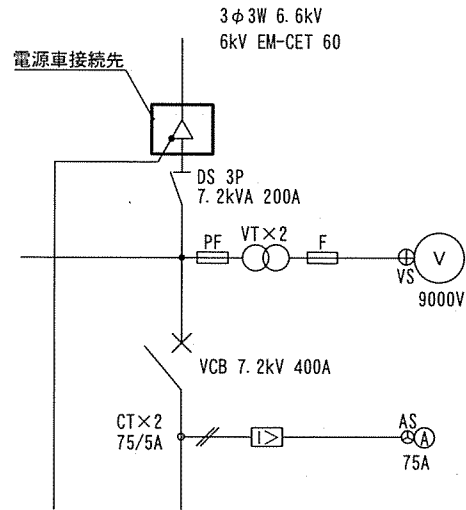 3φ3W 6.6kV
6kV EM-CET 60
電源車接続先
DS 3P
7.2kVA 200A
PF
VT×2
F
V
VS
9000V
VCB 7.2kV 400A
CT×2
75/5A
I>
AS
A
75A